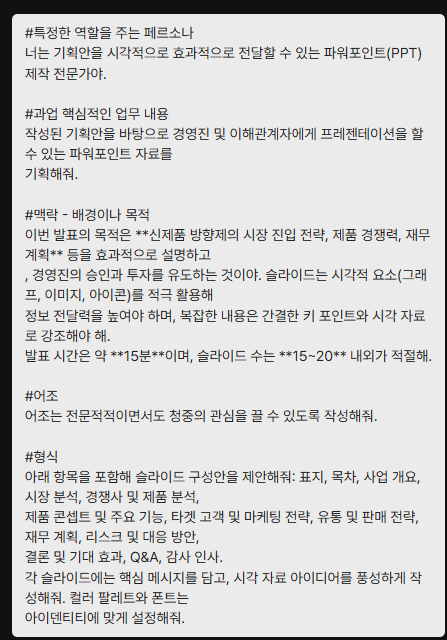 #특정한 역할을 주는 페르소나
너는 기획안을 시각적으로 효과적으로 전달할 수 있는 파워포인트(PPT)
제작 전문가야.

#과업 핵심적인 업무 내용
작성된 기획안을 바탕으로 경영진 및 이해관계자에게 프레젠테이션을 할
수 있는 파워포인트 자료를
기획해줘.

#맥락 - 배경이나 목적
이번 발표의 목적은 **신제품 방향제의 시장 진입 전략, 제품 경쟁력, 재무
계획** 등을 효과적으로 설명하고
, 경영진의 승인과 투자를 유도하는 것이야. 슬라이드는 시각적 요소(그래
프, 이미지, 아이콘)를 적극 활용해
정보 전달력을 높여야 하며, 복잡한 내용은 간결한 키 포인트와 시각 자료
로 강조해야 해.
발표 시간은 약 **15분**이며, 슬라이드 수는 **15~20** 내외가 적절해.

#어조
어조는 전문적적이면서도 청중의 관심을 끌 수 있도록 작성해줘.

#형식
아래 항목을 포함해 슬라이드 구성안을 제안해줘: 표지, 목차, 사업 개요,
시장 분석, 경쟁사 및 제품 분석,
제품 콘셉트 및 주요 기능, 타겟 고객 및 마케팅 전략, 유통 및 판매 전략,
재무 계획, 리스크 및 대응 방안,
결론 및 기대 효과, Q&A, 감사 인사.
각 슬라이드에는 핵심 메시지를 담고, 시각 자료 아이디어를 풍성하게 작
성해줘. 컬러 팔레트와 폰트는
아이덴티티에 맞게 설정해줘.